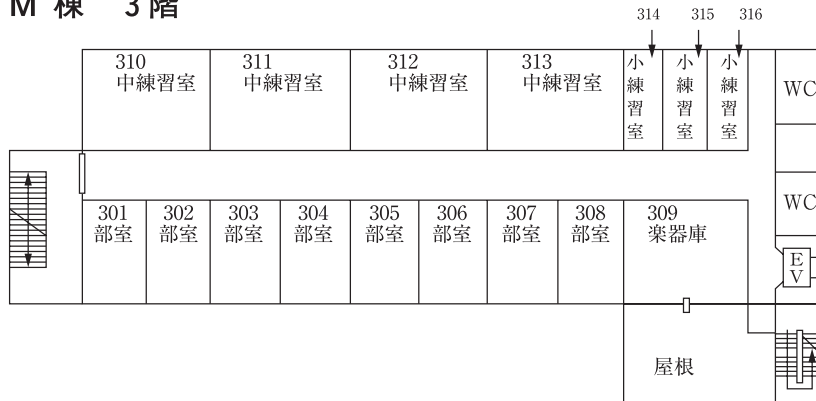 M 棟 3階
314 315 316
310
中練習室
311
中練習室
312
中練習室
313
中練習室
小練習室
小練習室
小練習室
WC
WC
301
部室
302
部室
303
部室
304
部室
305
部室
306
部室
307
部室
308
部室
309
楽器庫
EV
屋根